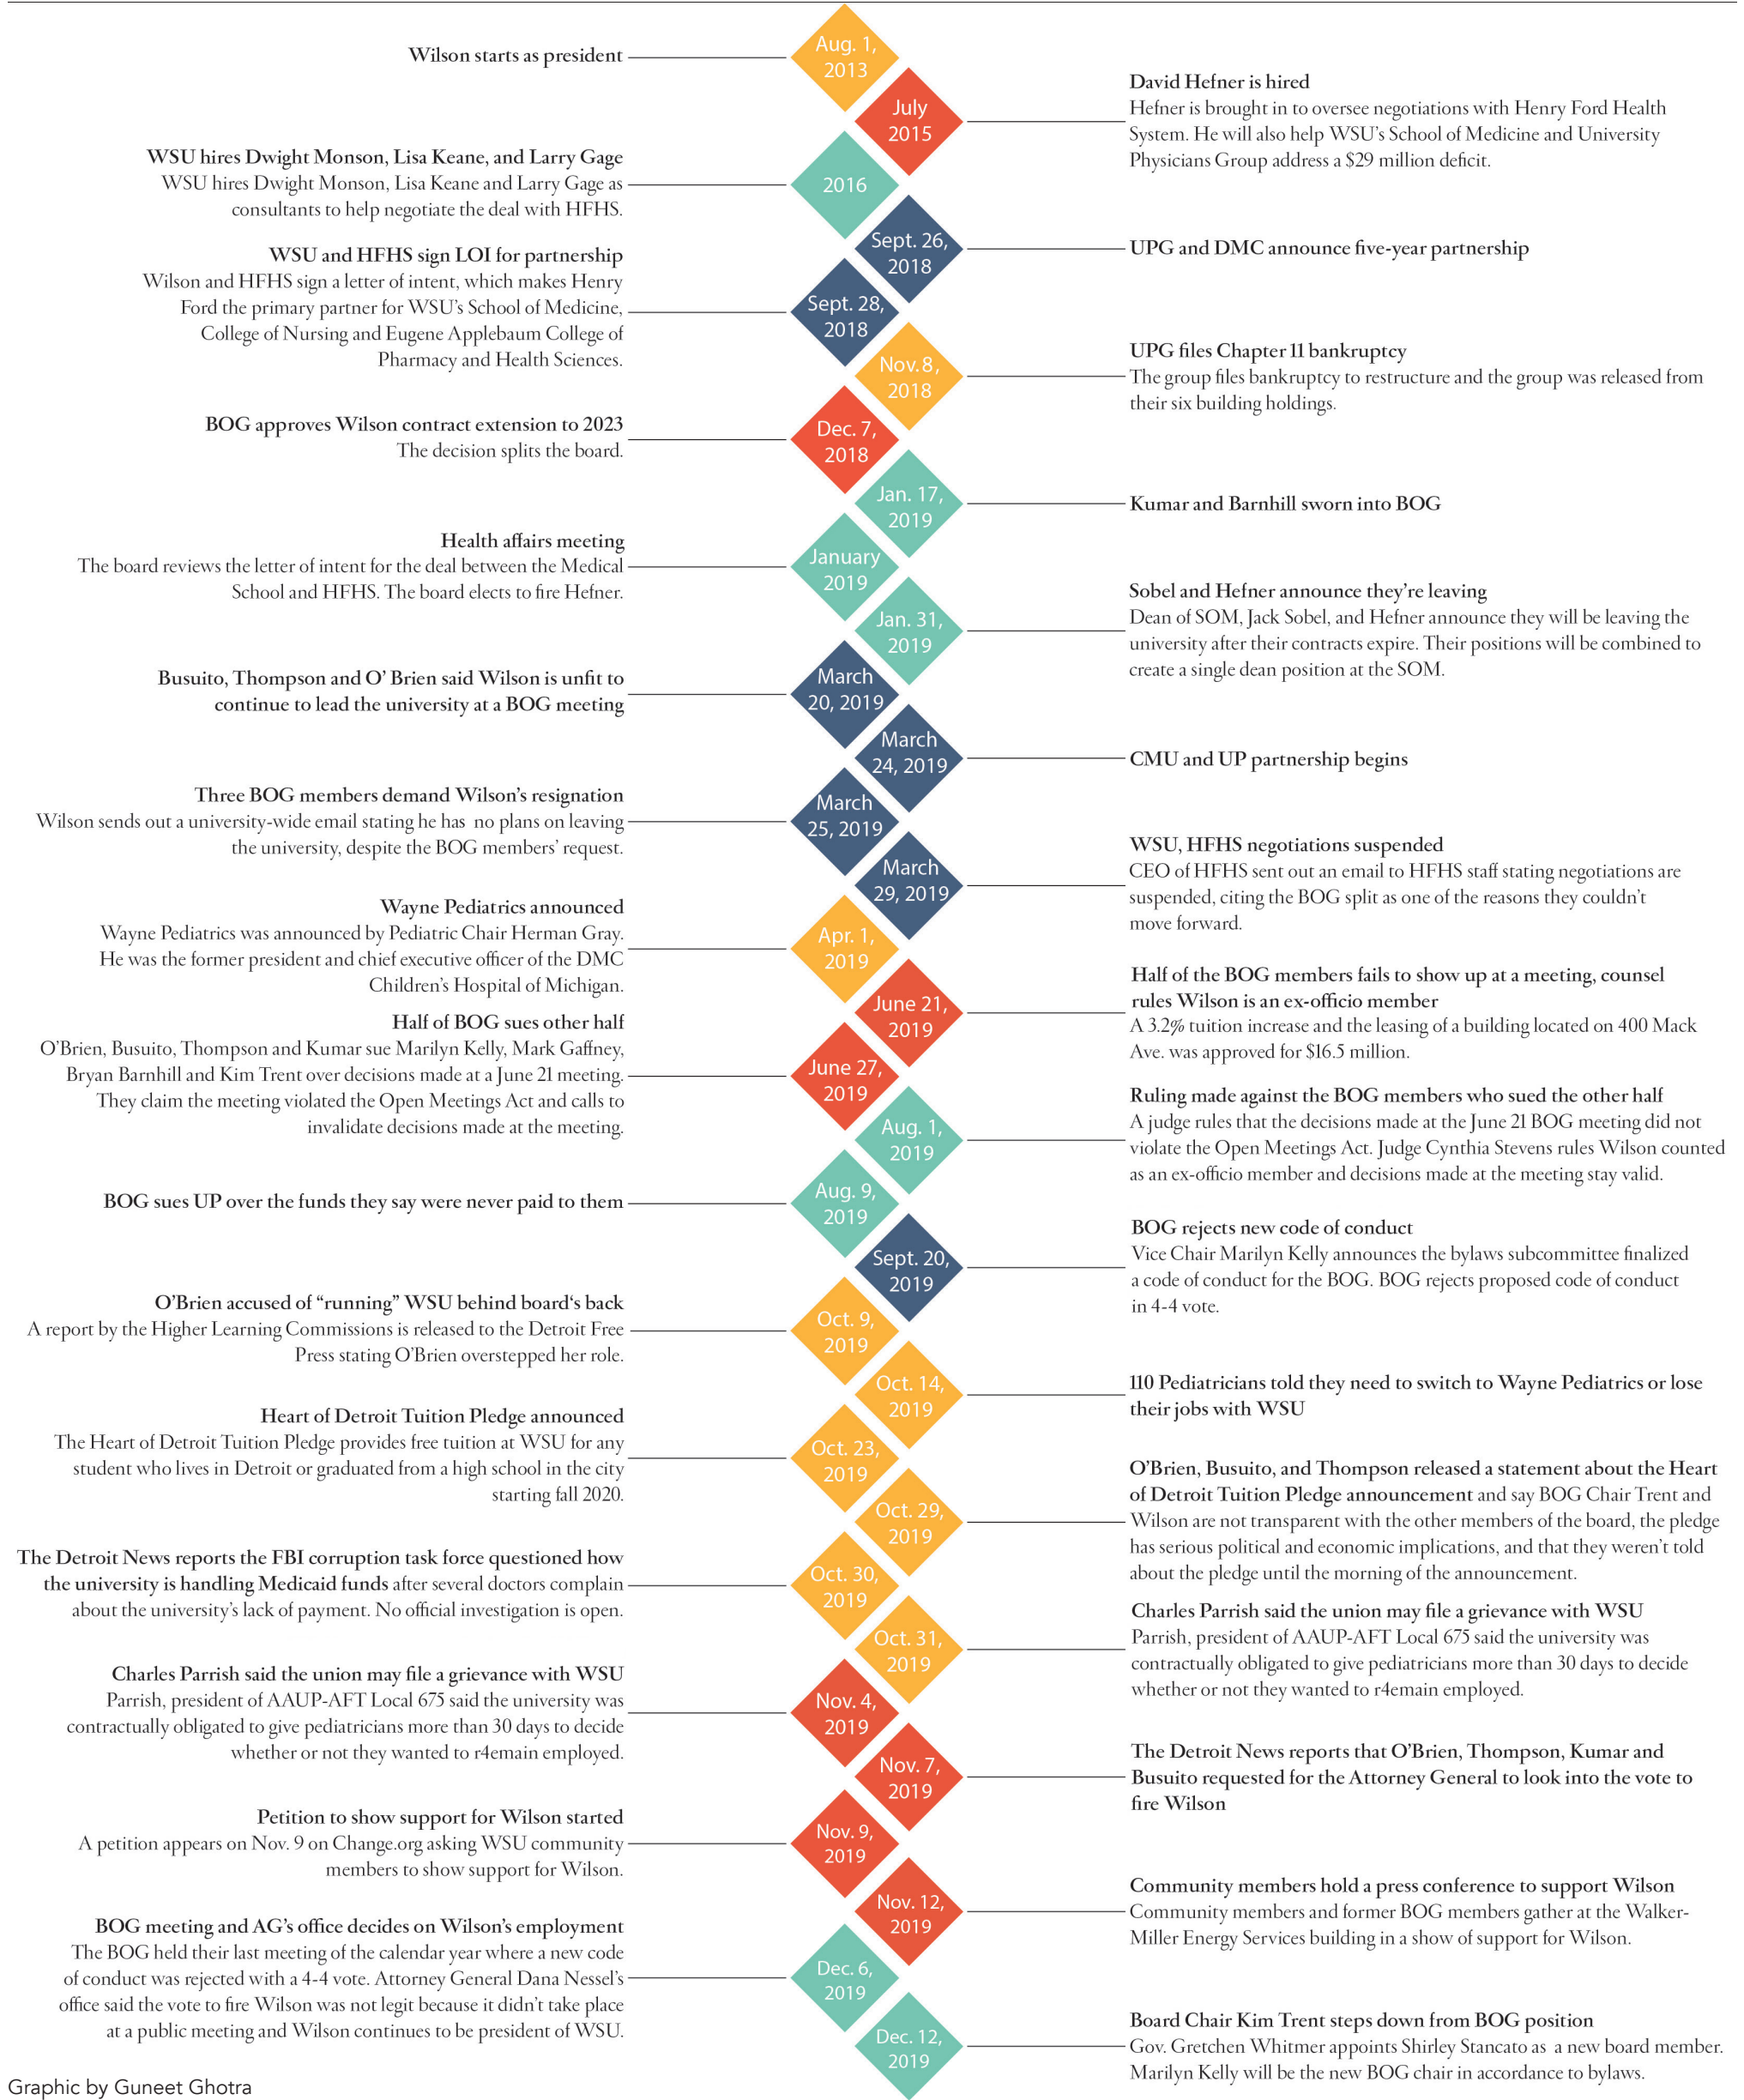 Aug. 1,
2013
Wilson starts as president
July
2015
David Hefner is hired
Hefner is brought in to oversee negotiations with Henry Ford Health
System. He will also help WSU's School of Medicine and University
Physicians Group address a $29 million deficit.
2016
WSU hires Dwight Monson, Lisa Keane, and Larry Gage
WSU hires Dwight Monson, Lisa Keane and Larry Gage as
consultants to help negotiate the deal with HFHS.
Sept. 26,
2018
UPG and DMC announce five-year partnership
Sept. 28,
2018
WSU and HFHS sign LOI for partnership
Wilson and HFHS sign a letter of intent, which makes Henry
Ford the primary partner for WSU's School of Medicine,
College of Nursing and Eugene Applebaum College of
Pharmacy and Health Sciences.
Nov. 8,
2018
UPG files Chapter 11 bankruptcy
The group files bankruptcy to restructure and the group was released from
their six building holdings.
Dec. 7,
2018
BOG approves Wilson contract extension to 2023
The decision splits the board.
Jan. 17,
2019
Kumar and Barnhill sworn into BOG
January
2019
Health affairs meeting
The board reviews the letter of intent for the deal between the Medical
School and HFHS. The board elects to fire Hefner.
Jan. 31,
2019
Sobel and Hefner announce they're leaving
Dean of SOM, Jack Sobel, and Hefner announce they will be leaving the
university after their contracts expire. Their positions will be combined to
create a single dean position at the SOM.
March
20, 2019
Busuito, Thompson and O' Brien said Wilson is unfit to
continue to lead the university at a BOG meeting
March
24, 2019
CMU and UP partnership begins
March
25, 2019
Three BOG members demand Wilson's resignation
Wilson sends out a university-wide email stating he has no plans on leaving
the university, despite the BOG members' request.
March
29, 2019
WSU, HFHS negotiations suspended
CEO of HFHS sent out an email to HFHS staff stating negotiations are
suspended, citing the BOG split as one of the reasons they couldn't
move forward.
Apr. 1,
2019
Wayne Pediatrics announced
Wayne Pediatrics was announced by Pediatric Chair Herman Gray.
He was the former president and chief executive officer of the DMC
Children's Hospital of Michigan.
June 21,
2019
Half of the BOG members fails to show up at a meeting, counsel
rules Wilson is an ex-officio member
A 3.2% tuition increase and the leasing of a building located on 400 Mack
Ave. was approved for $16.5 million.
June 27,
2019
Half of BOG sues other half
O'Brien, Busuito, Thompson and Kumar sue Marilyn Kelly, Mark Gaffney,
Bryan Barnhill and Kim Trent over decisions made at a June 21 meeting.
They claim the meeting violated the Open Meetings Act and calls to
invalidate decisions made at the meeting.
Aug. 1,
2019
Ruling made against the BOG members who sued the other half
A judge rules that the decisions made at the June 21 BOG meeting did not
violate the Open Meetings Act. Judge Cynthia Stevens rules Wilson counted
as an ex-officio member and decisions made at the meeting stay valid.
Aug. 9,
2019
BOG sues UP over the funds they say were never paid to them
Sept. 20,
2019
BOG rejects new code of conduct
Vice Chair Marilyn Kelly announces the bylaws subcommittee finalized
a code of conduct for the BOG. BOG rejects proposed code of conduct
in 4-4 vote.
Oct. 9,
2019
O'Brien accused of “running” WSU behind board‘s back
A report by the Higher Learning Commissions is released to the Detroit Free
Press stating O'Brien overstepped her role.
Oct. 14,
2019
110 Pediatricians told they need to switch to Wayne Pediatrics or lose
their jobs with WSU
Oct. 23,
2019
Heart of Detroit Tuition Pledge announced
The Heart of Detroit Tuition Pledge provides free tuition at WSU for any
student who lives in Detroit or graduated from a high school in the city
starting fall 2020.
Oct. 29,
2019
O'Brien, Busuito, and Thompson released a statement about the Heart
of Detroit Tuition Pledge announcement and say BOG Chair Trent and
Wilson are not transparent with the other members of the board, the pledge
has serious political and economic implications, and that they weren't told
about the pledge until the morning of the announcement.
Oct. 30,
2019
The Detroit News reports the FBI corruption task force questioned how
the university is handling Medicaid funds after several doctors complain
about the university's lack of payment. No official investigation is open.
Oct. 31,
2019
Charles Parrish said the union may file a grievance with WSU
Parrish, president of AAUP-AFT Local 675 said the university was
contractually obligated to give pediatricians more than 30 days to decide
whether or not they wanted to r4emain employed.
Nov. 4,
2019
Charles Parrish said the union may file a grievance with WSU
Parrish, president of AAUP-AFT Local 675 said the university was
contractually obligated to give pediatricians more than 30 days to decide
whether or not they wanted to r4emain employed.
Nov. 7,
2019
The Detroit News reports that O'Brien, Thompson, Kumar and
Busuito requested for the Attorney General to look into the vote to
fire Wilson
Nov. 9,
2019
Petition to show support for Wilson started
A petition appears on Nov. 9 on Change.org asking WSU community
members to show support for Wilson.
Nov. 12,
2019
Community members hold a press conference to support Wilson
Community members and former BOG members gather at the Walker-
Miller Energy Services building in a show of support for Wilson.
Dec. 6,
2019
BOG meeting and AG's office decides on Wilson's employment
The BOG held their last meeting of the calendar year where a new code
of conduct was rejected with a 4-4 vote. Attorney General Dana Nessel's
office said the vote to fire Wilson was not legit because it didn't take place
at a public meeting and Wilson continues to be president of WSU.
Dec. 12,
2019
Board Chair Kim Trent steps down from BOG position
Gov. Gretchen Whitmer appoints Shirley Stancato as a new board member.
Marilyn Kelly will be the new BOG chair in accordance to bylaws.
Graphic by Guneet Ghotra